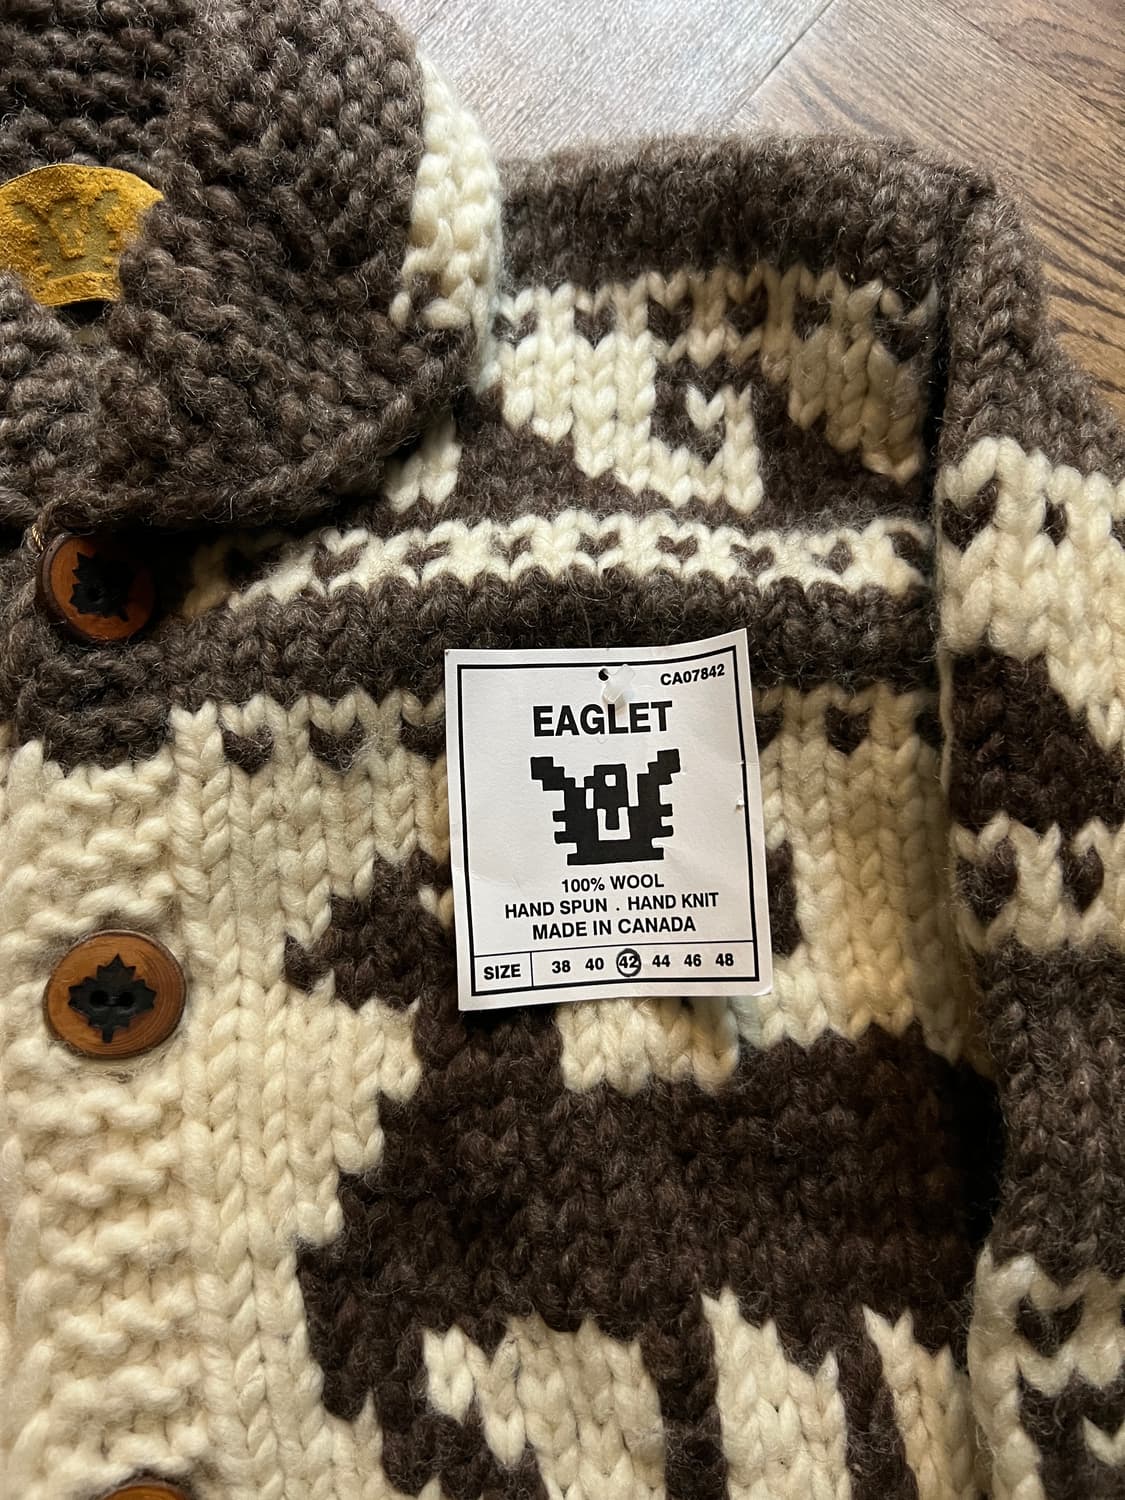 CA07842
EAGLET
100% WOOL
HAND SPUN . HAND KNIT
MADE IN CANADA
SIZE 38 40 42 44 46 48